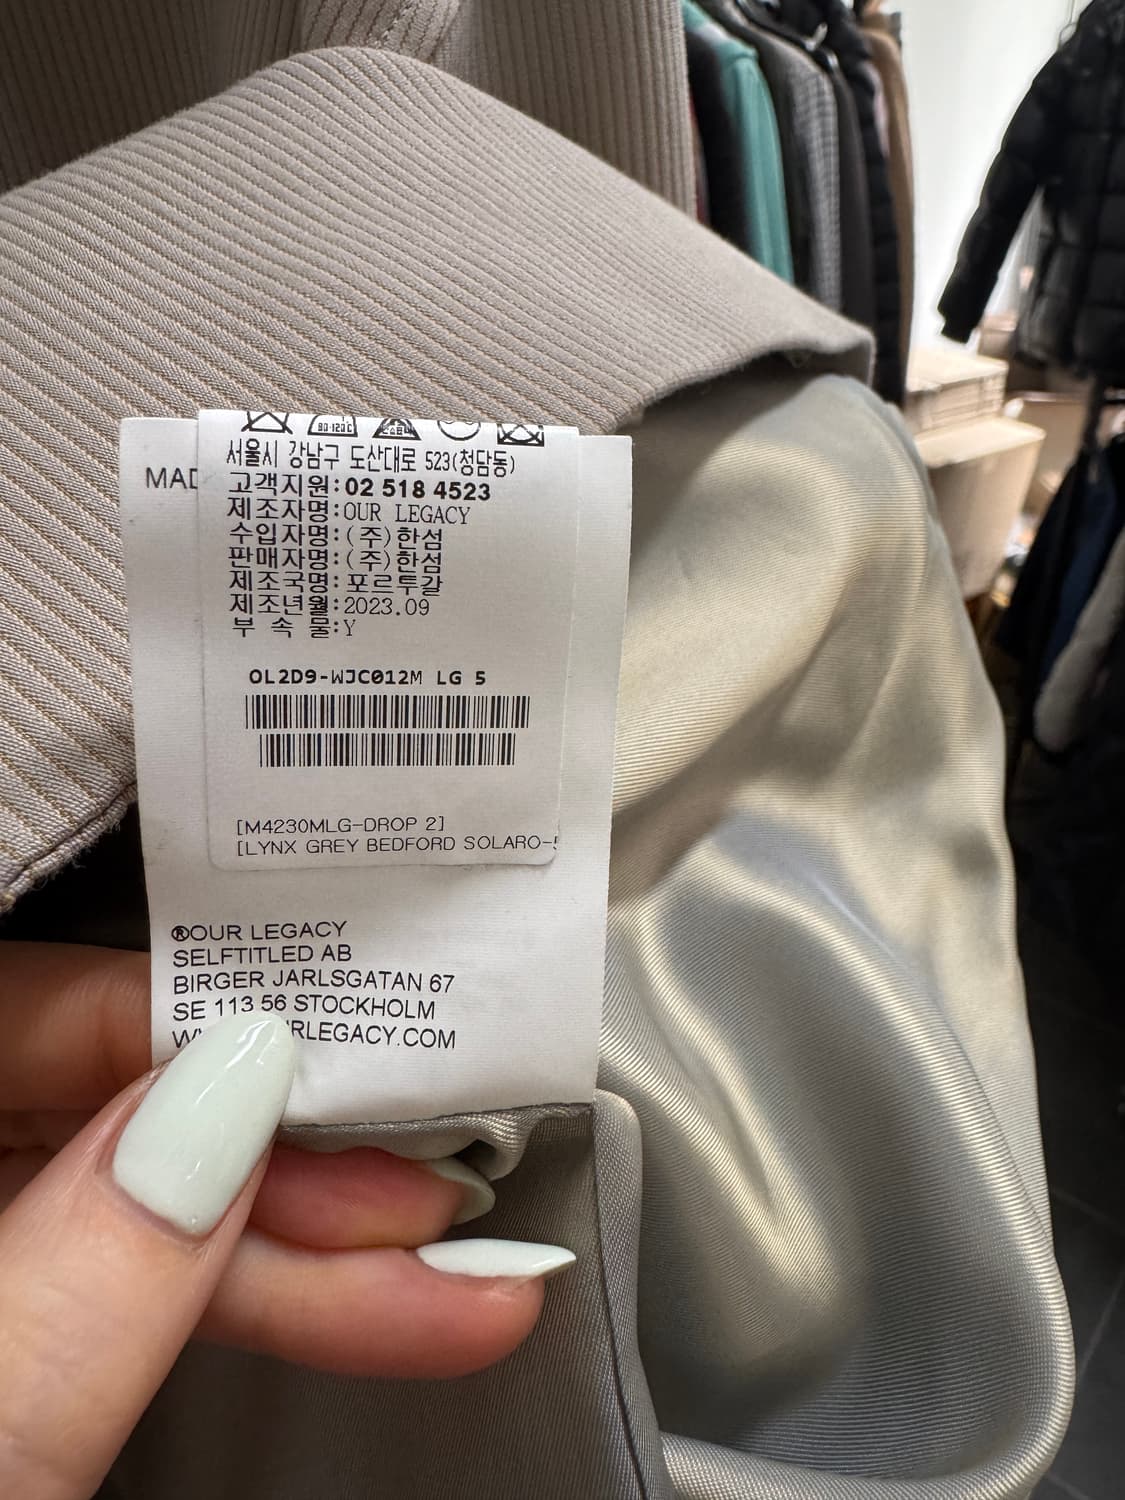 80-120℃
서울시 강남구 도산대로 523(청담동)
MAD
고객지원:02 518 4523
제조자명:OUR LEGACY
수입자명:(주)한섬
판매자명:(주)한섬
제조국명:포르투갈
제조년월:2023.09
부 속 물:Y
OL2D9-WJC012M LG 5
[M4230MLG-DROP 2]
[LYNX GREY BEDFORD SOLARO-
®OUR LEGACY
SELFTITLED AB
BIRGER JARLSGATAN 67
SE 113 56 STOCKHOLM
W RLEGACY.COM